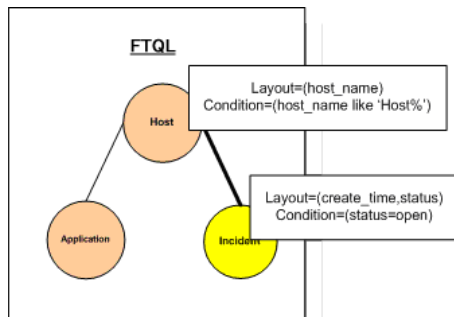 FTQL
Layout=(host_name)
Condition=(host_name like ‘Host%’)
Host
Layout=(create_time,status)
Condition=(status=open)
Application
Incident